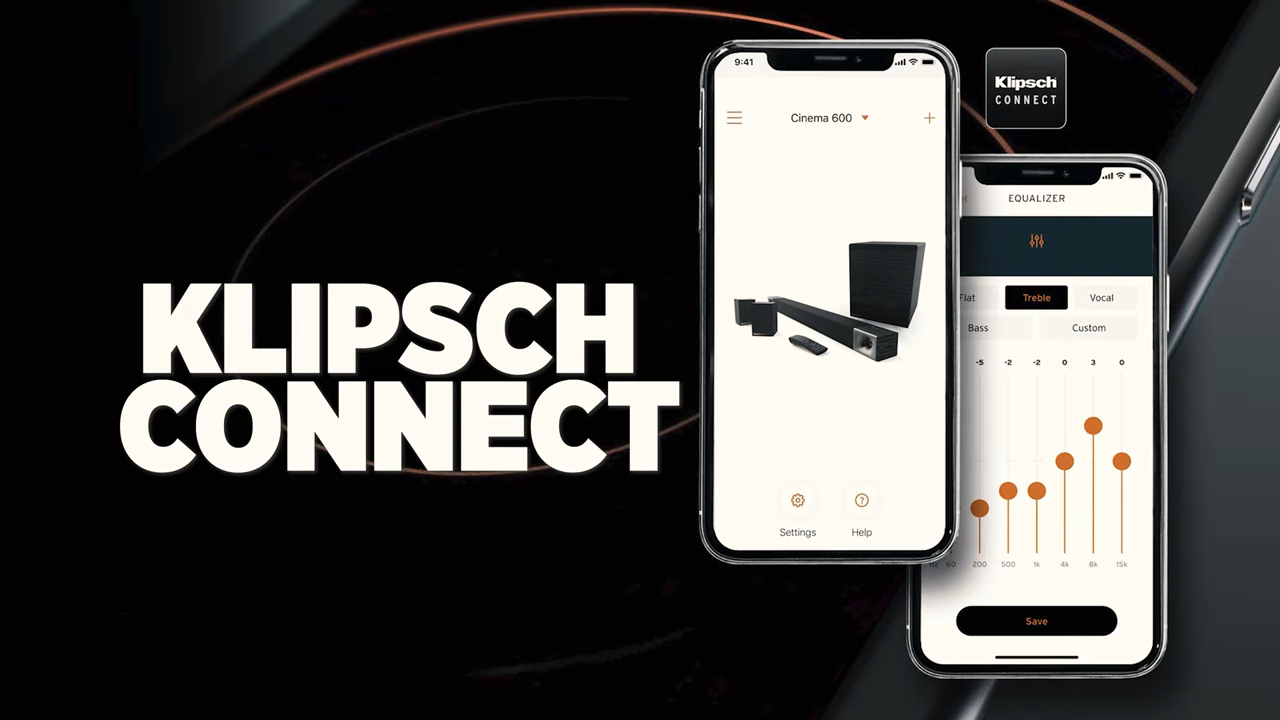 KLIPSCH
CONNECT
9:41
Cinema 600
Settings
Help
Klipsch
CONNECT
EQUALIZER
Flat
Treble
Vocal
Bass
Custom
-5 -2 -2 0 3 0
Hz 60 200 500 1k 4k 8k 15k
Save